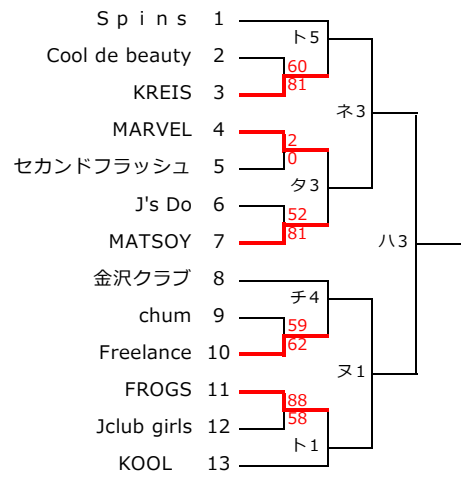 Ｓｐｉｎｓ 1
ト5
Cool de beauty 2
60
KREIS 3
81
ネ3
MARVEL 4
2
セカンドフラッシュ 5
0
タ3
J's Do 6
52
MATSOY 7
81
ハ3
金沢クラブ 8
チ4
chum 9
59
Freelance 10
62
ヌ1
FROGS 11
88
Jclub girls 12
58
ト1
KOOL 13